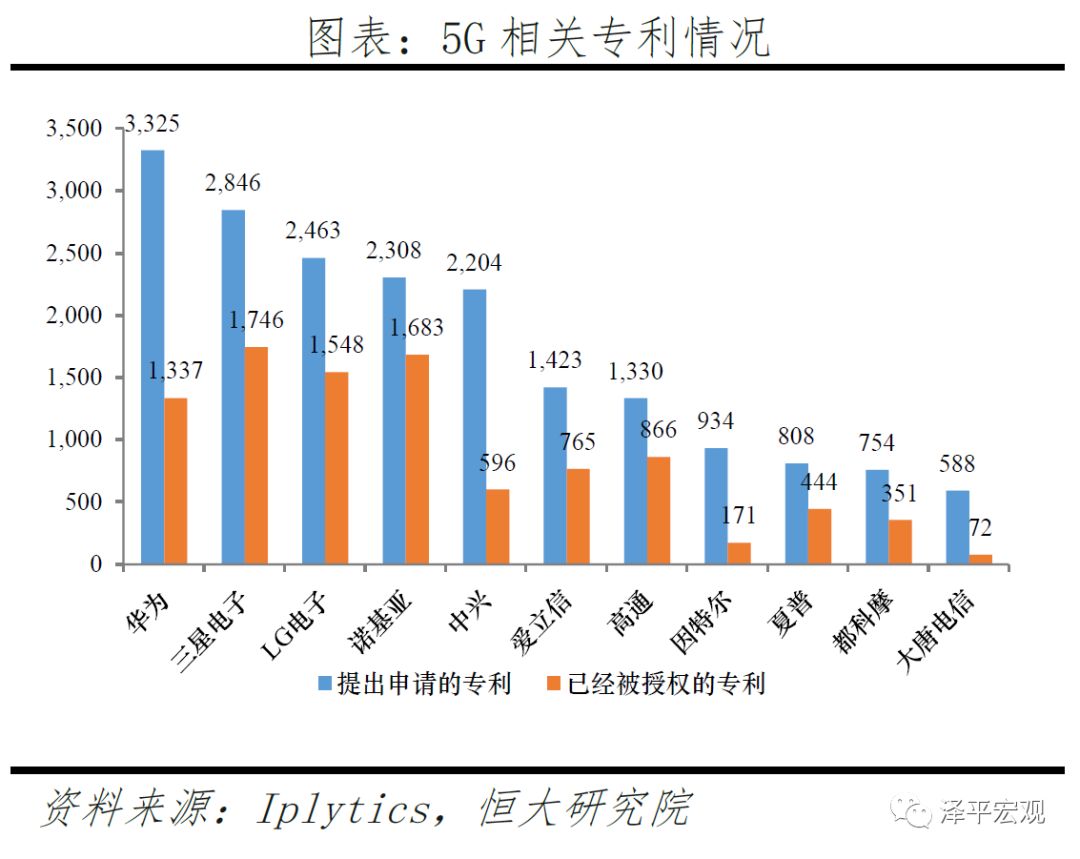 图表：5G 相关专利情况
3,500
3,000
2,500
2,000
1,500
1,000
500
0
3,325
1,337
2,846
1,746
2,463
1,548
2,308
1,683
2,204
596
1,423
765
1,330
866
934
171
808
444
754
351
588
72
华为
三星电子
LG电子
诺基亚
中兴
爱立信
高通
因特尔
夏普
都科摩
大唐电信
提出申请的专利
已经被授权的专利
资料来源：Iplytics，恒大研究院
泽平宏观